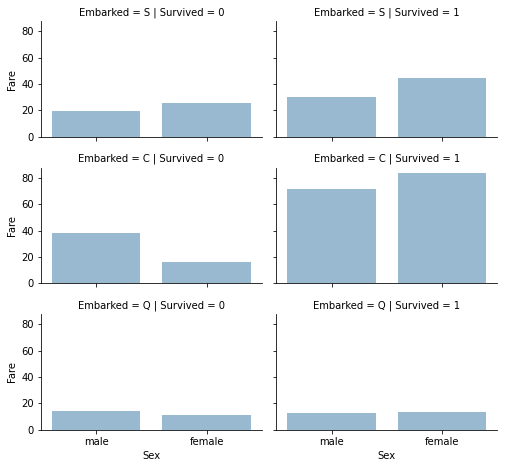 Embarked = S | Survived = 0
Embarked = S | Survived = 1
80
60
40
20
0
Fare
Embarked = C | Survived = 0
Embarked = C | Survived = 1
80
60
40
20
0
Fare
Embarked = Q | Survived = 0
Embarked = Q | Survived = 1
80
60
40
20
0
Fare
male female male female
Sex Sex